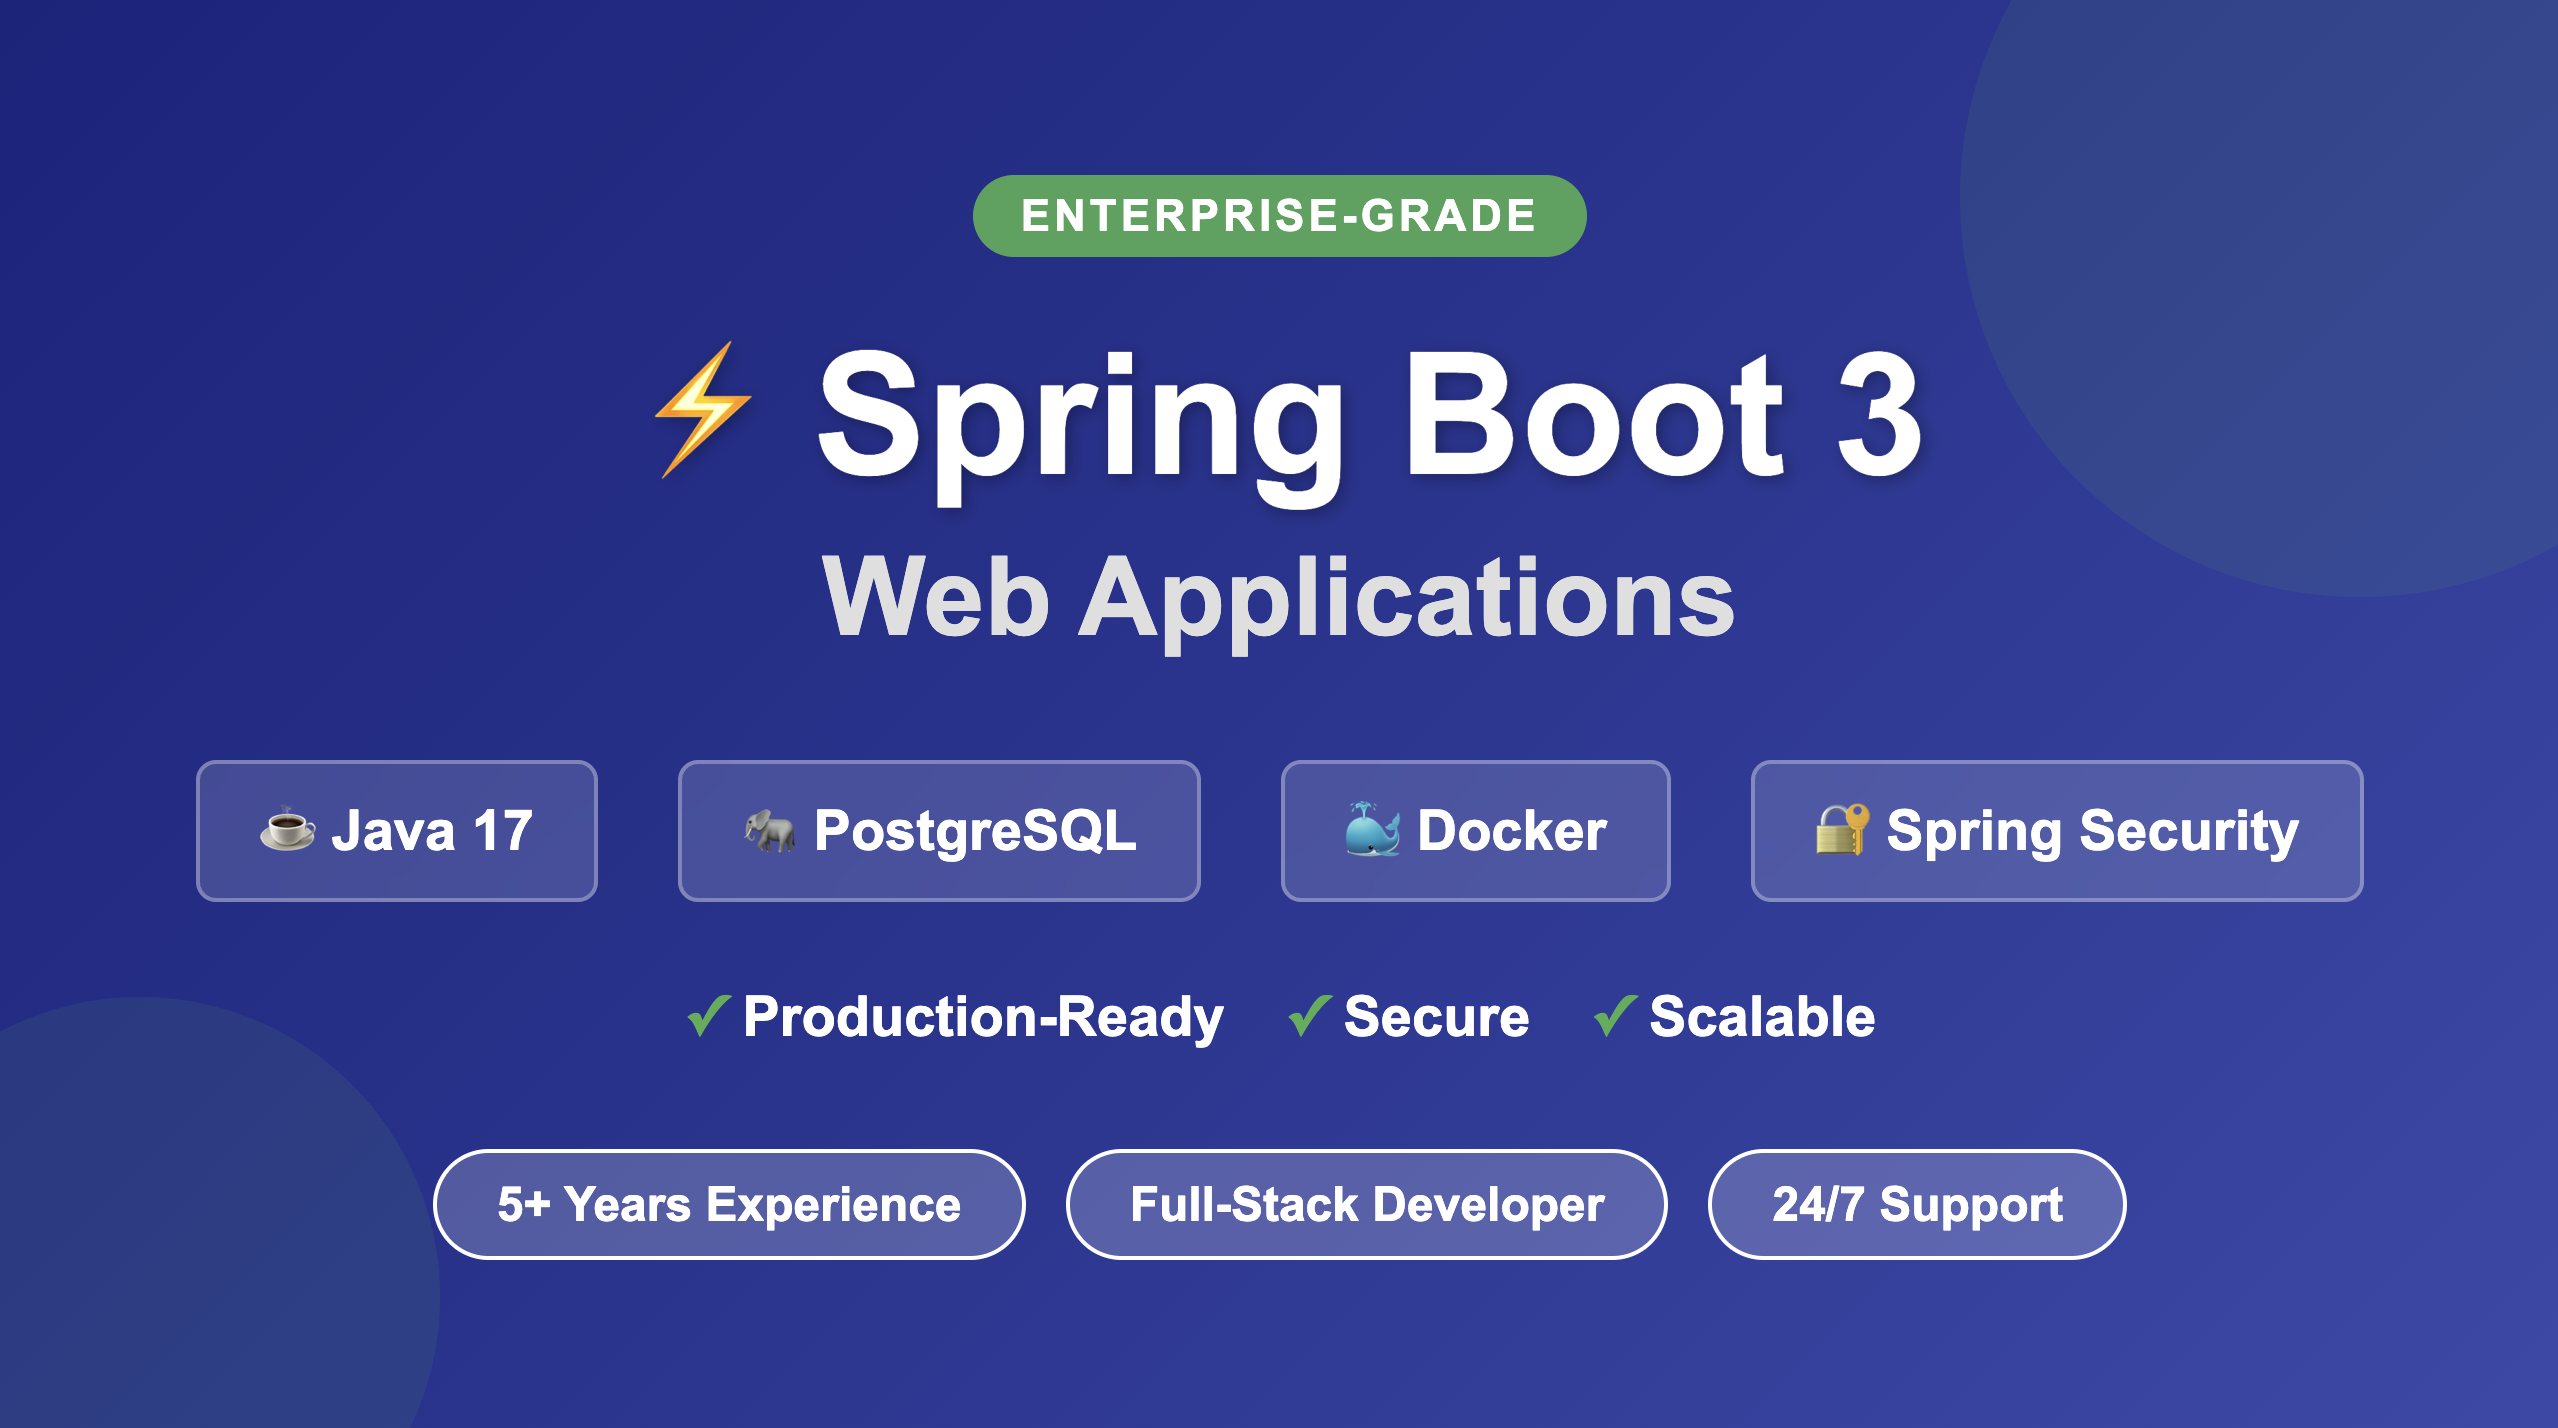 ENTERPRISE-GRADE
⚡ Spring Boot 3
Web Applications
☕ Java 17 🐘 PostgreSQL 🐳 Docker 🔐 Spring Security
✓ Production-Ready ✓ Secure ✓ Scalable
5+ Years Experience Full-Stack Developer 24/7 Support